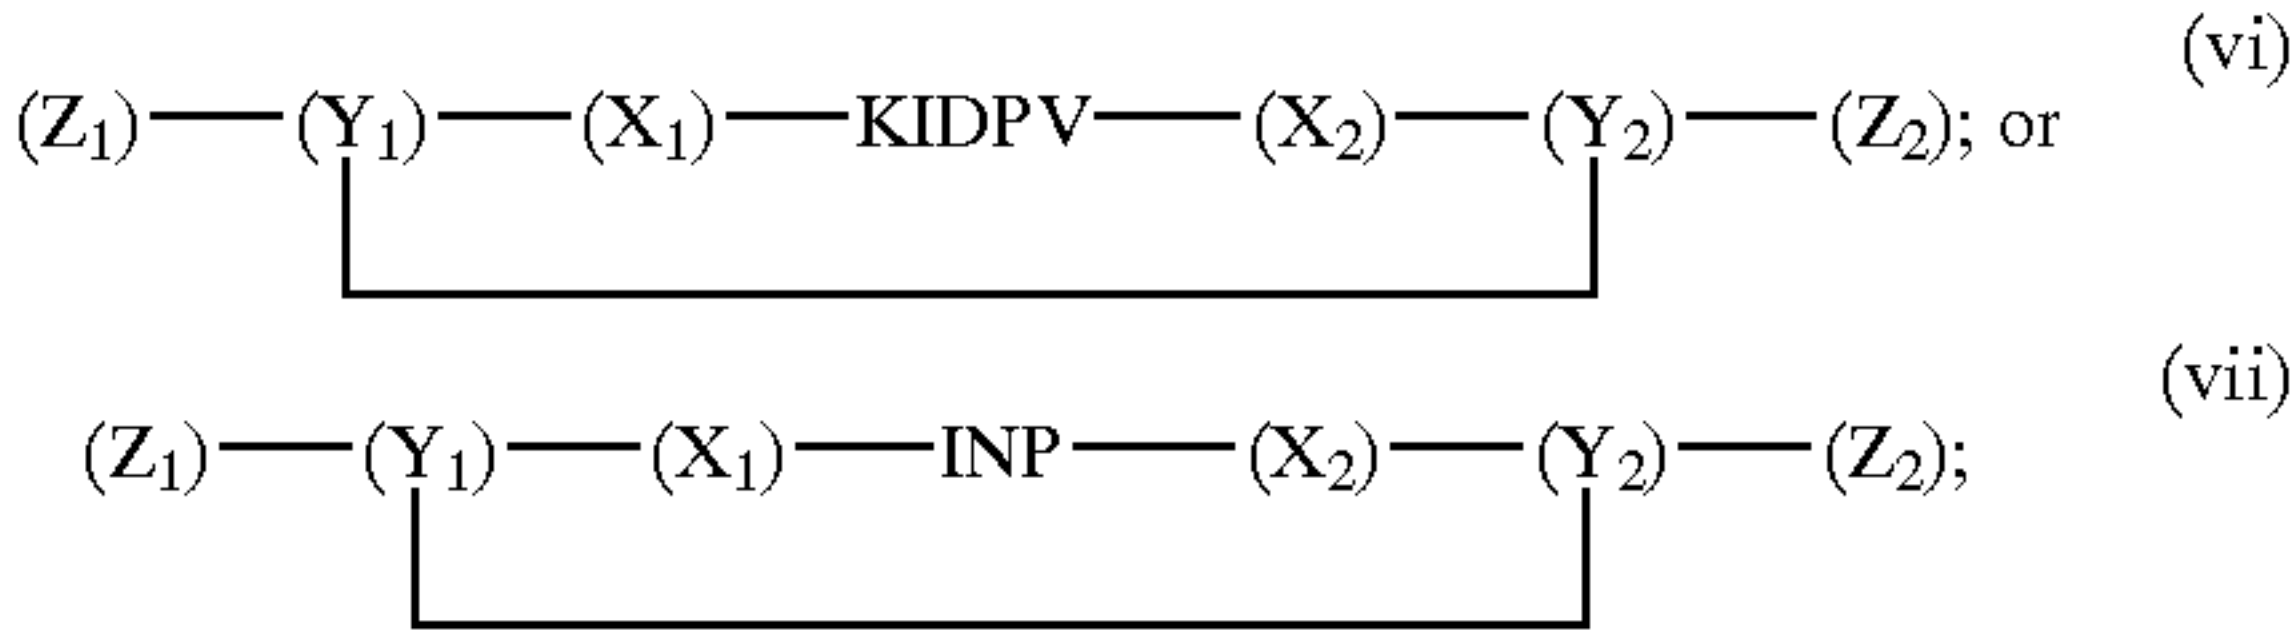 (vi)
(Z₁)—(Y₁)—(X₁)—KIDPV—(X₂)—(Y₂)—(Z₂); or
(vii)
(Z₁)—(Y₁)—(X₁)—INP—(X₂)—(Y₂)—(Z₂);